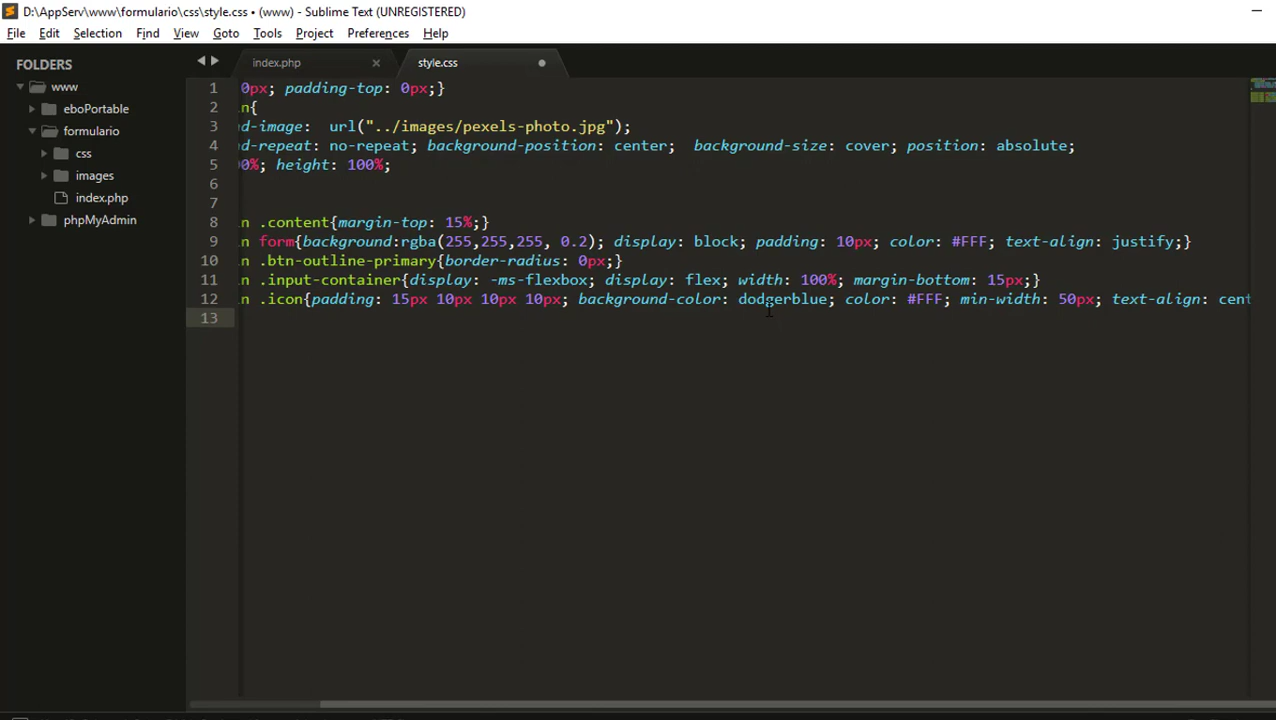 D:\AppServ\www\formulario\css\style.css • (www) - Sublime Text (UNREGISTERED)
File Edit Selection Find View Goto Tools Project Preferences Help
FOLDERS
www
eboPortable
formulario
css
images
index.php
phpMyAdmin
index.php × style.css
1 0px; padding-top: 0px;}
2 n{
3 d-image:  url("../images/pexels-photo.jpg");
4 d-repeat: no-repeat; background-position: center;  background-size: cover; position: absolute;
5 0%; height: 100%;
6
7
8 n .content{margin-top: 15%;}
9 n form{background:rgba(255,255,255, 0.2); display: block; padding: 10px; color: #FFF; text-align: justify;}
10 n .btn-outline-primary{border-radius: 0px;}
11 n .input-container{display: -ms-flexbox; display: flex; width: 100%; margin-bottom: 15px;}
12 n .icon{padding: 15px 10px 10px 10px; background-color: dodgerblue; color: #FFF; min-width: 50px; text-align: cent
13